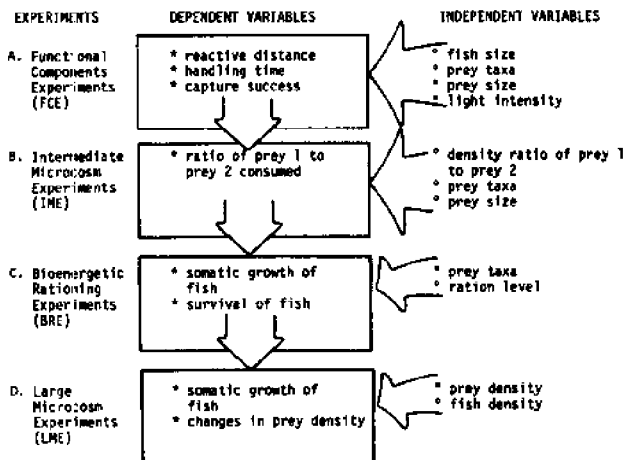 EXPERIMENTS DEPENDENT VARIABLES INDEPENDENT VARIABLES
A. Functional
Components
Experiments
(FCE)
* reactive distance
* handling time
* capture success
° fish size
° prey taxa
° prey size
° light intensity
B. Intermediate
Microcosm
Experiments
(IME)
* ratio of prey 1 to
prey 2 consumed
° density ratio of prey 1
to prey 2
° prey taxa
° prey size
C. Bioenergetic
Rationing
Experiments
(BRE)
* somatic growth of
fish
* survival of fish
° prey taxa
° ration level
D. Large
Microcosm
Experiments
(LME)
* somatic growth of
fish
* changes in prey density
° prey density
° fish density